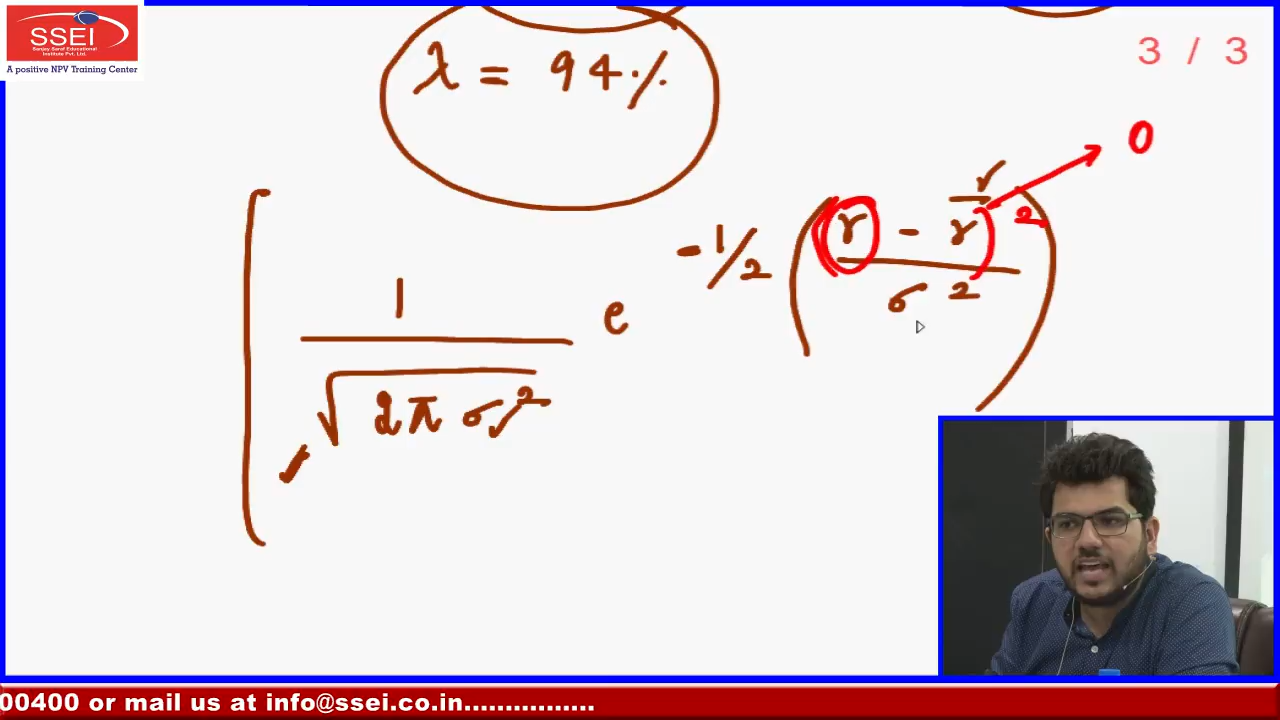 SSEI
Sanjay Saraf Educational
Institute Pvt. Ltd.
A positive NPV Training Center
3 / 3
λ = 94%
0
1
√2πσ²
e
-1/2
(r - r̅)²
σ²
00400 or mail us at info@ssei.co.in................